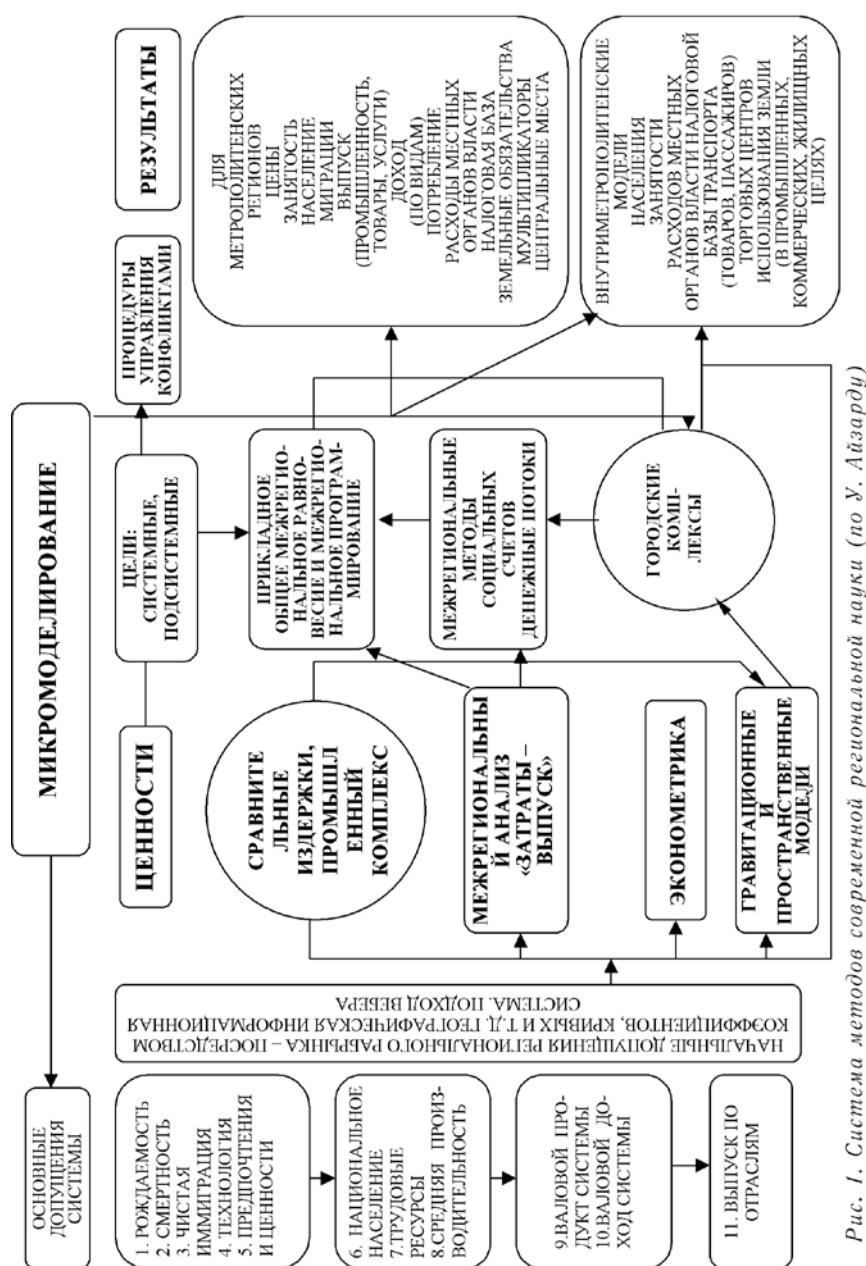 МИКРОМОДЕЛИРОВАНИЕ
ОСНОВНЫЕ
ДОПУЩЕНИЯ
СИСТЕМЫ
ЦЕННОСТИ
ЦЕЛИ:
СИСТЕМНЫЕ,
ПОДСИСТЕМНЫЕ
ПРОЦЕДУРЫ
УПРАВЛЕНИЯ
КОНФЛИКТАМИ
РЕЗУЛЬТАТЫ
1. РОЖДАЕМОСТЬ
2. СМЕРТНОСТЬ
3. ЧИСТАЯ
ИММИГРАЦИЯ
4. ТЕХНОЛОГИЯ
5. ПРЕДПОЧТЕНИЯ
И ЦЕННОСТИ
6. НАЦИОНАЛЬНОЕ
НАСЕЛЕНИЕ
7.ТРУДОВЫЕ
РЕСУРСЫ
8.СРЕДНЯЯ ПРОИЗ-
ВОДИТЕЛЬНОСТЬ
9.ВАЛОВОЙ ПРО-
ДУКТ СИСТЕМЫ
10.ВАЛОВОЙ ДО-
ХОД СИСТЕМЫ
11. ВЫПУСК ПО
ОТРАСЛЯМ
НАЧАЛЬНЫЕ ДОПУЩЕНИЯ РЕГИОНАЛЬНОГО РАБРЫНКА – ПОСРЕДСТВОМ
КОЭФФИЦИЕНТОВ, КРИВЫХ И Т.Д. ГЕОГРАФИЧЕСКАЯ ИНФОРМАЦИОННАЯ
СИСТЕМА. ПОДХОД ВЕБЕРА
СРАВНИТЕ
ЛЬНЫЕ
ИЗДЕРЖКИ,
ПРОМЫШЛ
ЕННЫЙ
КОМПЛЕКС
МЕЖРЕГИОНАЛЬНЫ
Й АНАЛИЗ
«ЗАТРАТЫ –
ВЫПУСК»
ЭКОНОМЕТРИКА
ГРАВИТАЦИОННЫЕ
И
ПРОСТРАНСТВЕННЫЕ
МОДЕЛИ
ПРИКЛАДНОЕ
ОБЩЕЕ МЕЖРЕГИО-
НАЛЬНОЕ РАВНО-
ВЕСИЕ И МЕЖРЕГИО-
НАЛЬНОЕ ПРОГРАМ-
МИРОВАНИЕ
МЕЖРЕГИОНАЛЬНЫЕ
МЕТОДЫ
СОЦИАЛЬНЫХ
СЧЕТОВ
ДЕНЕЖНЫЕ ПОТОКИ
ГОРОДСКИЕ
КОМП-
ЛЕКСЫ
ДЛЯ
МЕТРОПОЛИТЕНСКИХ
РЕГИОНОВ
ЦЕНЫ
ЗАНЯТОСТЬ
НАСЕЛЕНИЕ
МИГРАЦИИ
ВЫПУСК
(ПРОМЫШЛЕННОСТЬ,
ТОВАРЫ, УСЛУГИ)
ДОХОД
(ПО ВИДАМ)
ПОТРЕБЛЕНИЕ
РАСХОДЫ МЕСТНЫХ
ОРГАНОВ ВЛАСТИ
НАЛОГОВАЯ БАЗА
ЗЕМЕЛЬНЫЕ ОБЯЗАТЕЛЬСТВА
МУЛЬТИПЛИКАТОРЫ
ЦЕНТРАЛЬНЫЕ МЕСТА
ВНУТРИМЕТРОПОЛИТЕНСКИЕ
МОДЕЛИ
НАСЕЛЕНИЯ
ЗАНЯТОСТИ
РАСХОДОВ МЕСТНЫХ
ОРГАНОВ ВЛАСТИ НАЛОГОВОЙ
БАЗЫ ТРАНСПОРТА
(ТОВАРОВ, ПАССАЖИРОВ)
ТОРГОВЫХ ЦЕНТРОВ
ИСПОЛЬЗОВАНИЯ ЗЕМЛИ
(В ПРОМЫШЛЕННЫХ,
КОММЕРЧЕСКИХ, ЖИЛИЩНЫХ
ЦЕЛЯХ)
Рис. 1. Система методов современной региональной науки (по У. Айзарду)